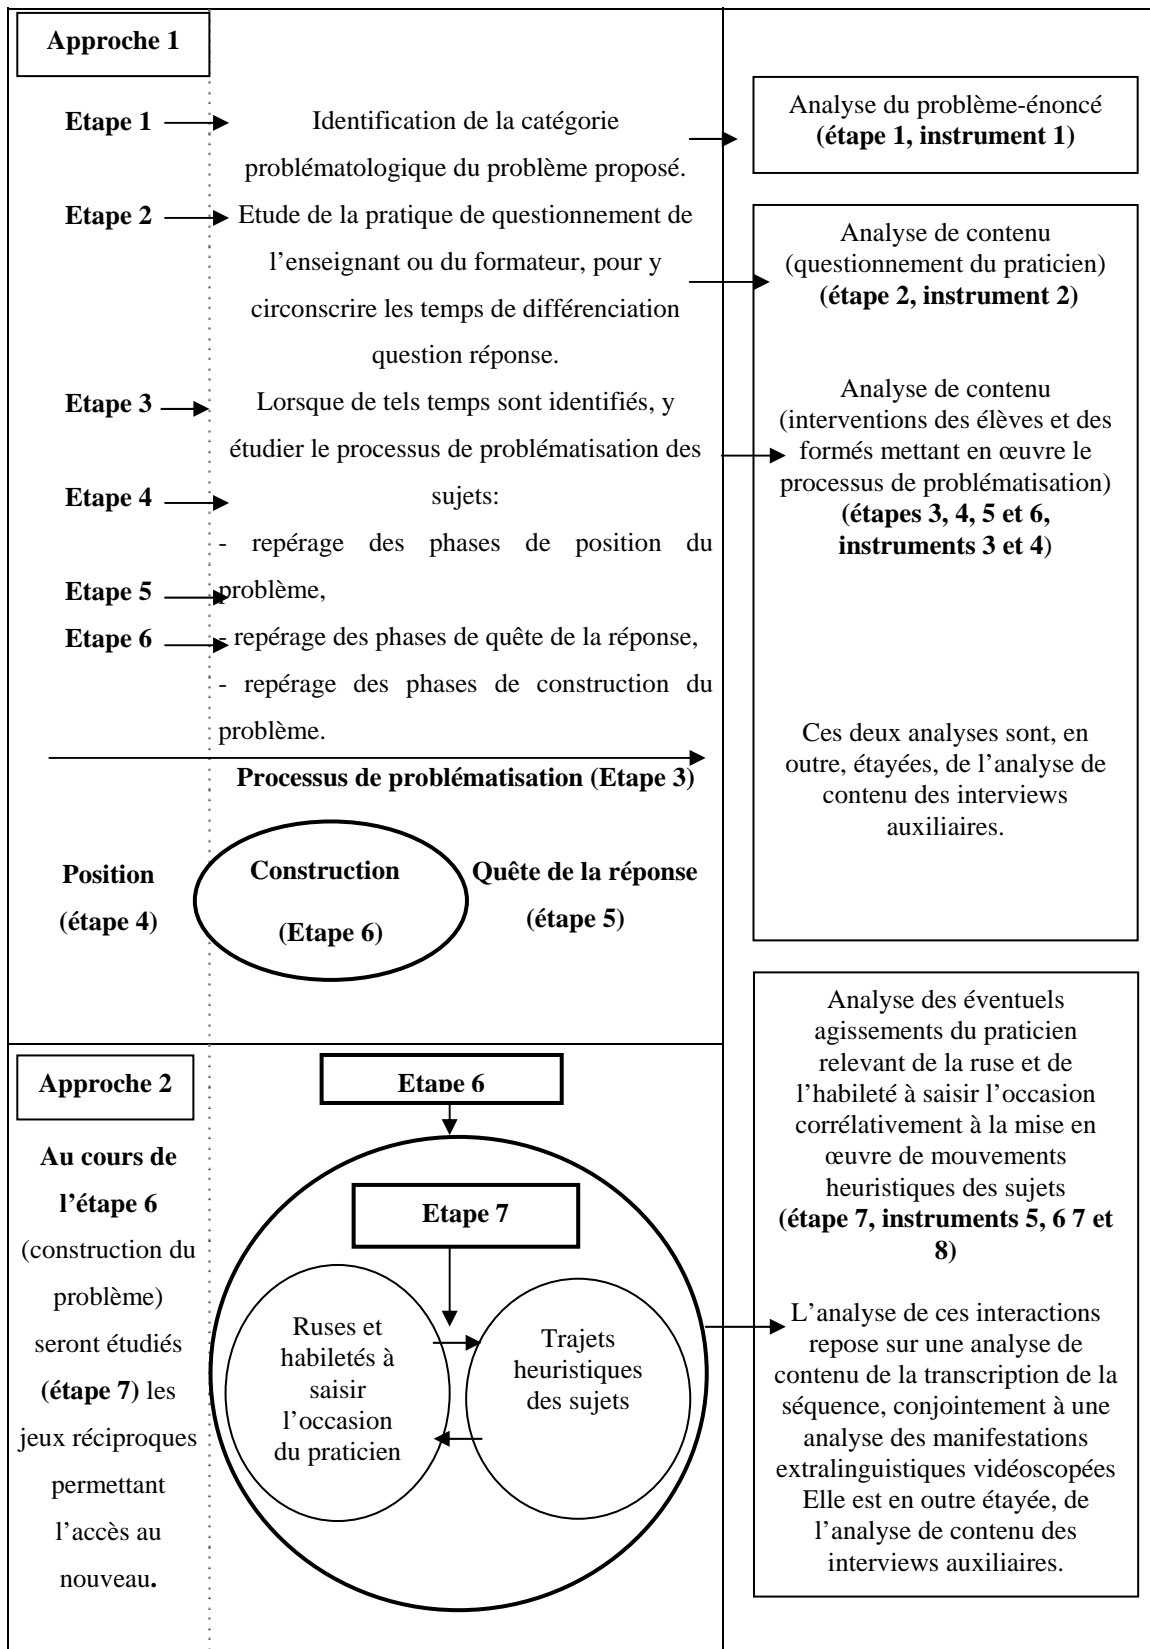 Approche 1
Etape 1
Identification de la catégorie
problématologique du problème proposé.
Etape 2
Etude de la pratique de questionnement de
l’enseignant ou du formateur, pour y
circonscrire les temps de différenciation
question réponse.
Etape 3
Lorsque de tels temps sont identifiés, y
étudier le processus de problématisation des
Etape 4
sujets:
- repérage des phases de position du
Etape 5
problème,
Etape 6
- repérage des phases de quête de la réponse,
- repérage des phases de construction du
problème.
Processus de problématisation (Etape 3)
Position
(étape 4)
Construction
(Etape 6)
Quête de la réponse
(étape 5)
Analyse du problème-énoncé
(étape 1, instrument 1)
Analyse de contenu
(questionnement du praticien)
(étape 2, instrument 2)
Analyse de contenu
(interventions des élèves et des
formés mettant en œuvre le
processus de problématisation)
(étapes 3, 4, 5 et 6,
instruments 3 et 4)
Ces deux analyses sont, en
outre, étayées, de l’analyse de
contenu des interviews
auxiliaires.
Approche 2
Au cours de
l’étape 6
(construction du
problème)
seront étudiés
(étape 7) les
jeux réciproques
permettant
l’accès au
nouveau.
Etape 6
Etape 7
Ruses et
habiletés à
saisir
l’occasion
du praticien
Trajets
heuristiques
des sujets
Analyse des éventuels
agissements du praticien
relevant de la ruse et de
l’habileté à saisir l’occasion
corrélativement à la mise en
œuvre de mouvements
heuristiques des sujets
(étape 7, instruments 5, 6 7 et
8)
L’analyse de ces interactions
repose sur une analyse de
contenu de la transcription de la
séquence, conjointement à une
analyse des manifestations
extralinguistiques vidéoscopées
Elle est en outre étayée, de
l’analyse de contenu des
interviews auxiliaires.